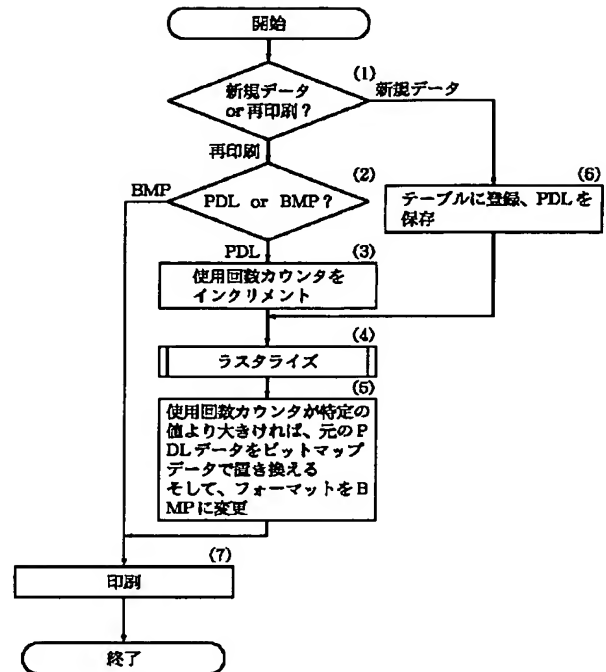 開始
(1)
新規データ
or再印刷？
新規データ
再印刷
(2)
BMP
PDL or BMP？
(6)
テーブルに登録、PDLを
保存
PDL
(3)
使用回数カウンタを
インクリメント
(4)
ラスタライズ
(5)
使用回数カウンタが特定の
値より大きければ、元のP
DLデータをビットマップ
データで置き換える
そして、フォーマットをB
MPに変更
(7)
印刷
終了